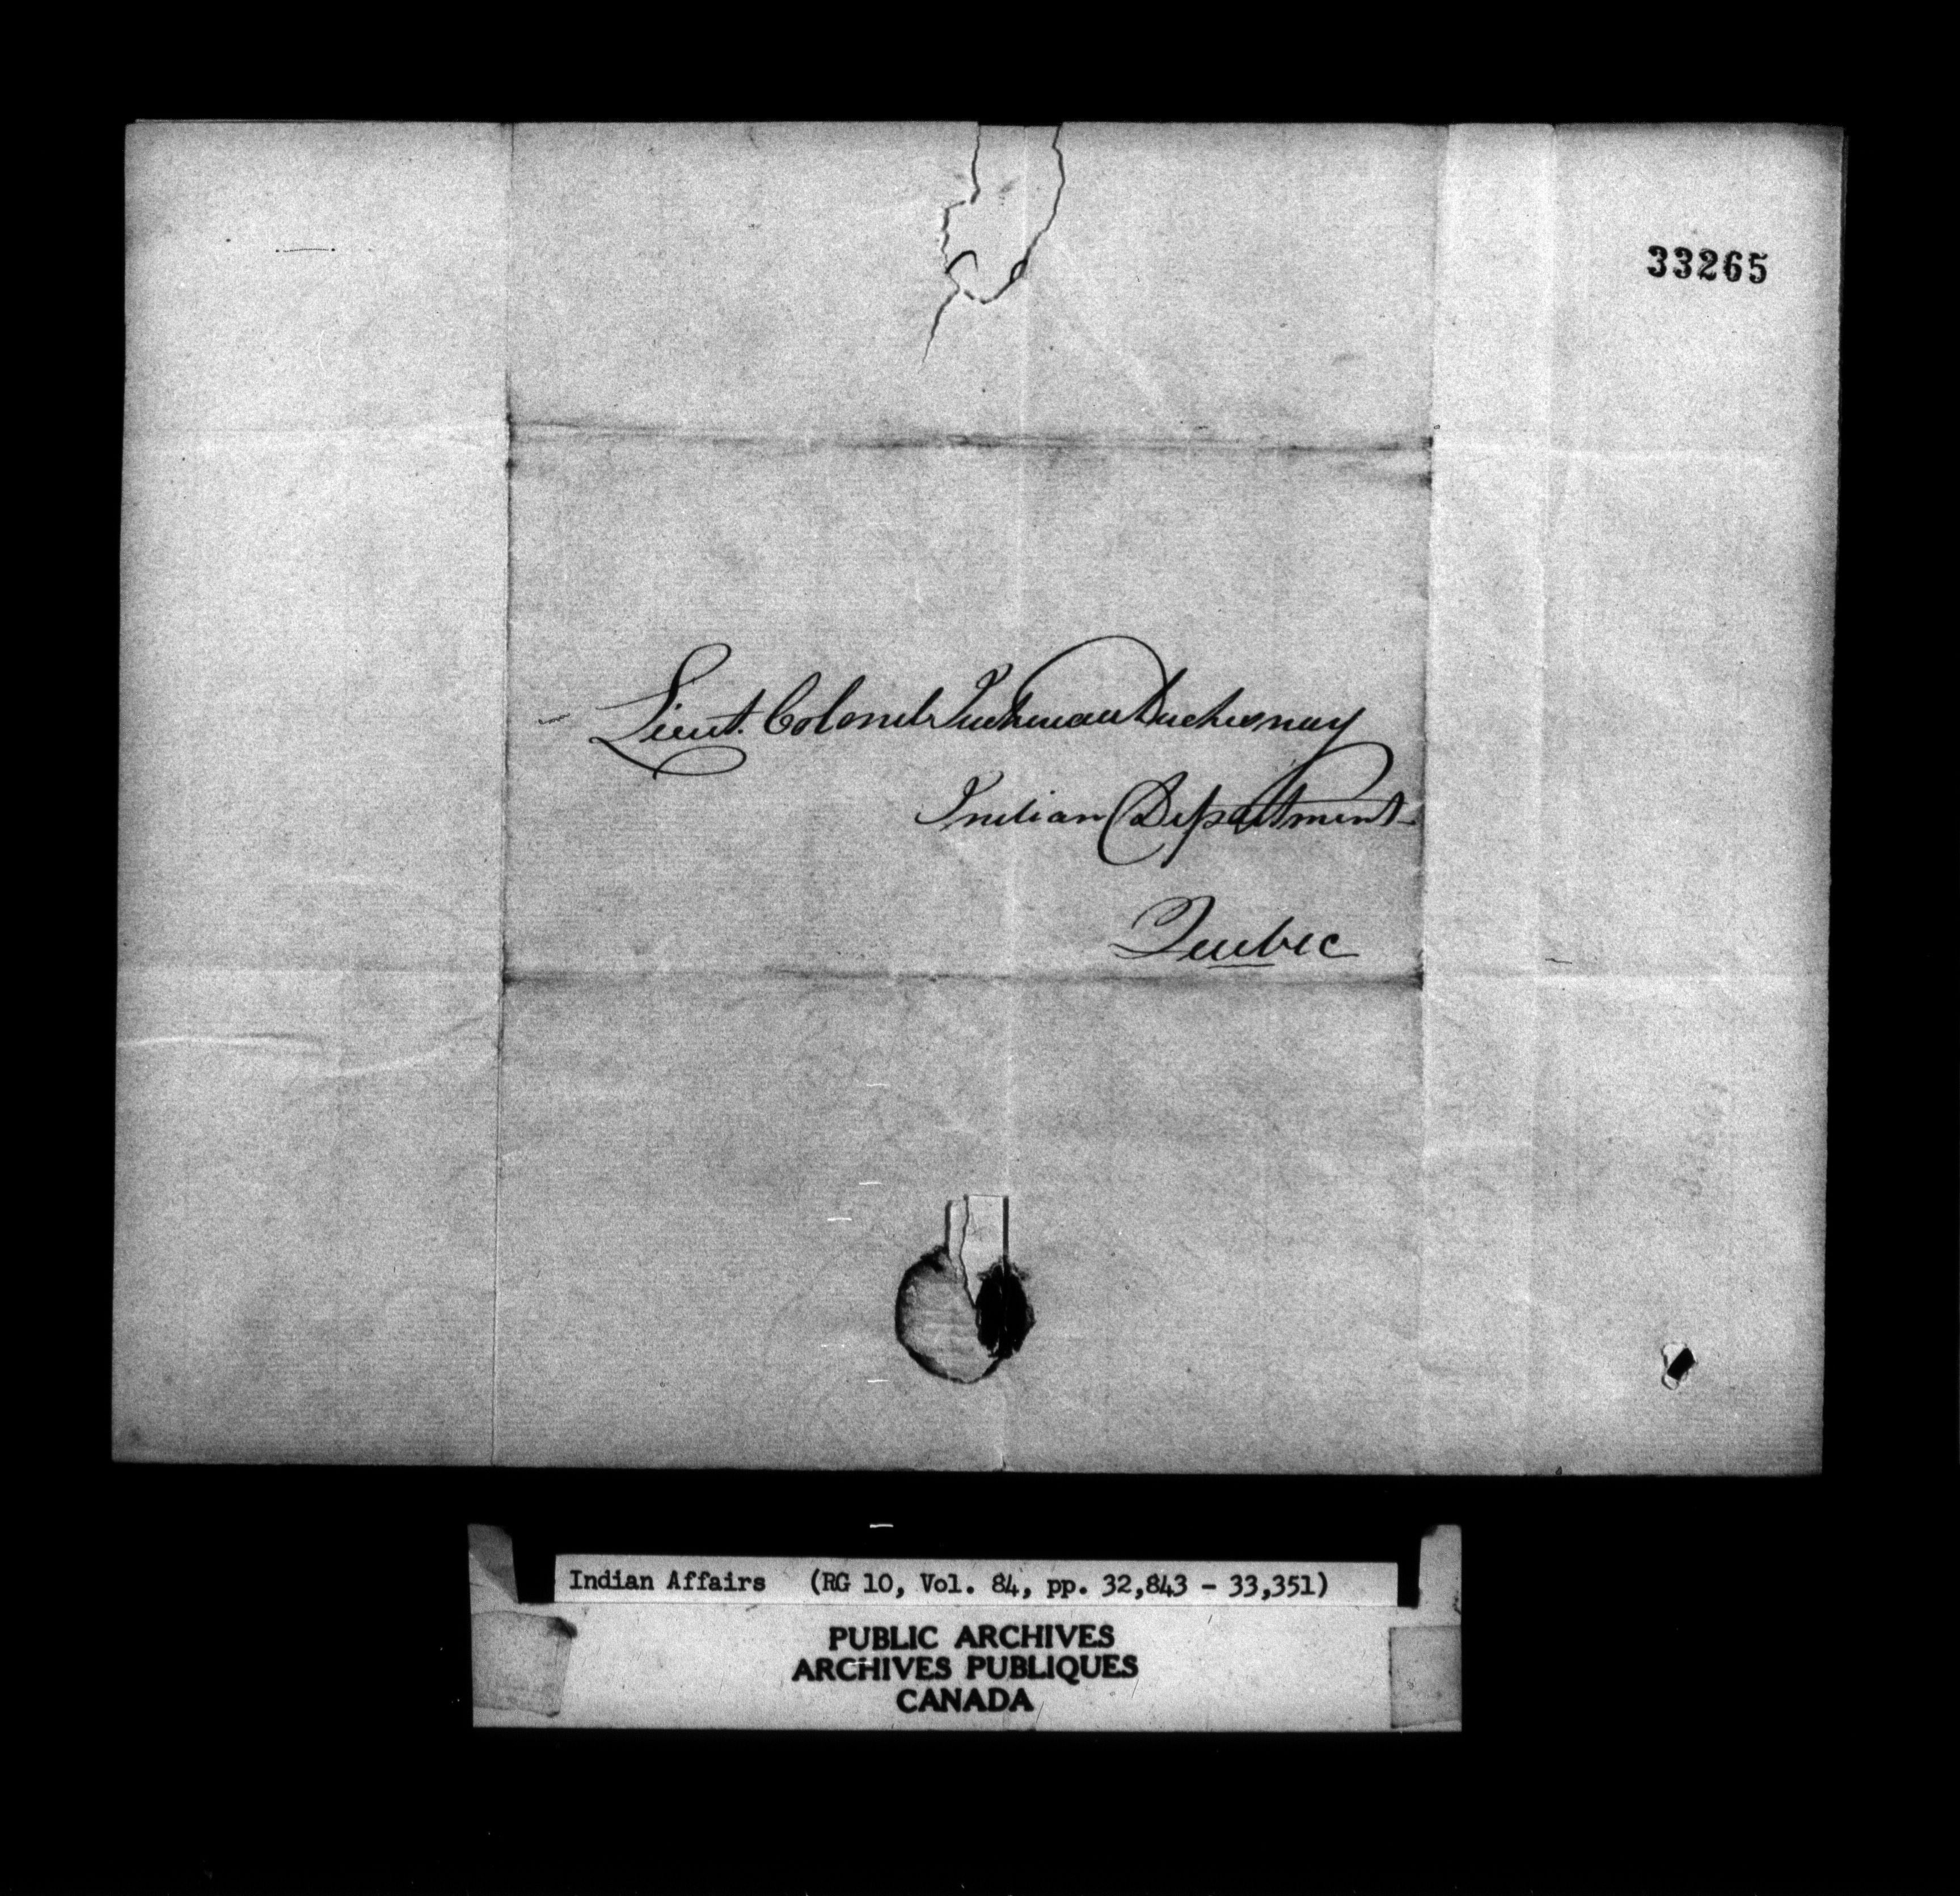 33265
Lieut. Colonel Juchereau Duchesnay
Indian Department
Quebec
Indian Affairs (RG 10, Vol. 84, pp. 32,843 - 33,351)
PUBLIC ARCHIVES
ARCHIVES PUBLIQUES
CANADA